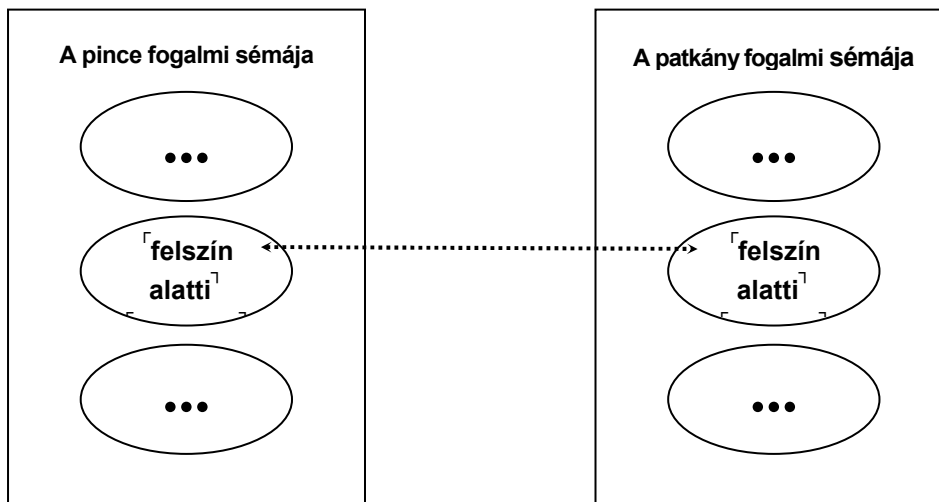 A pince fogalmi sémája
•••
⌜felszín
alatti⌝
•••
A patkány fogalmi sémája
•••
⌜felszín
alatti⌝
•••